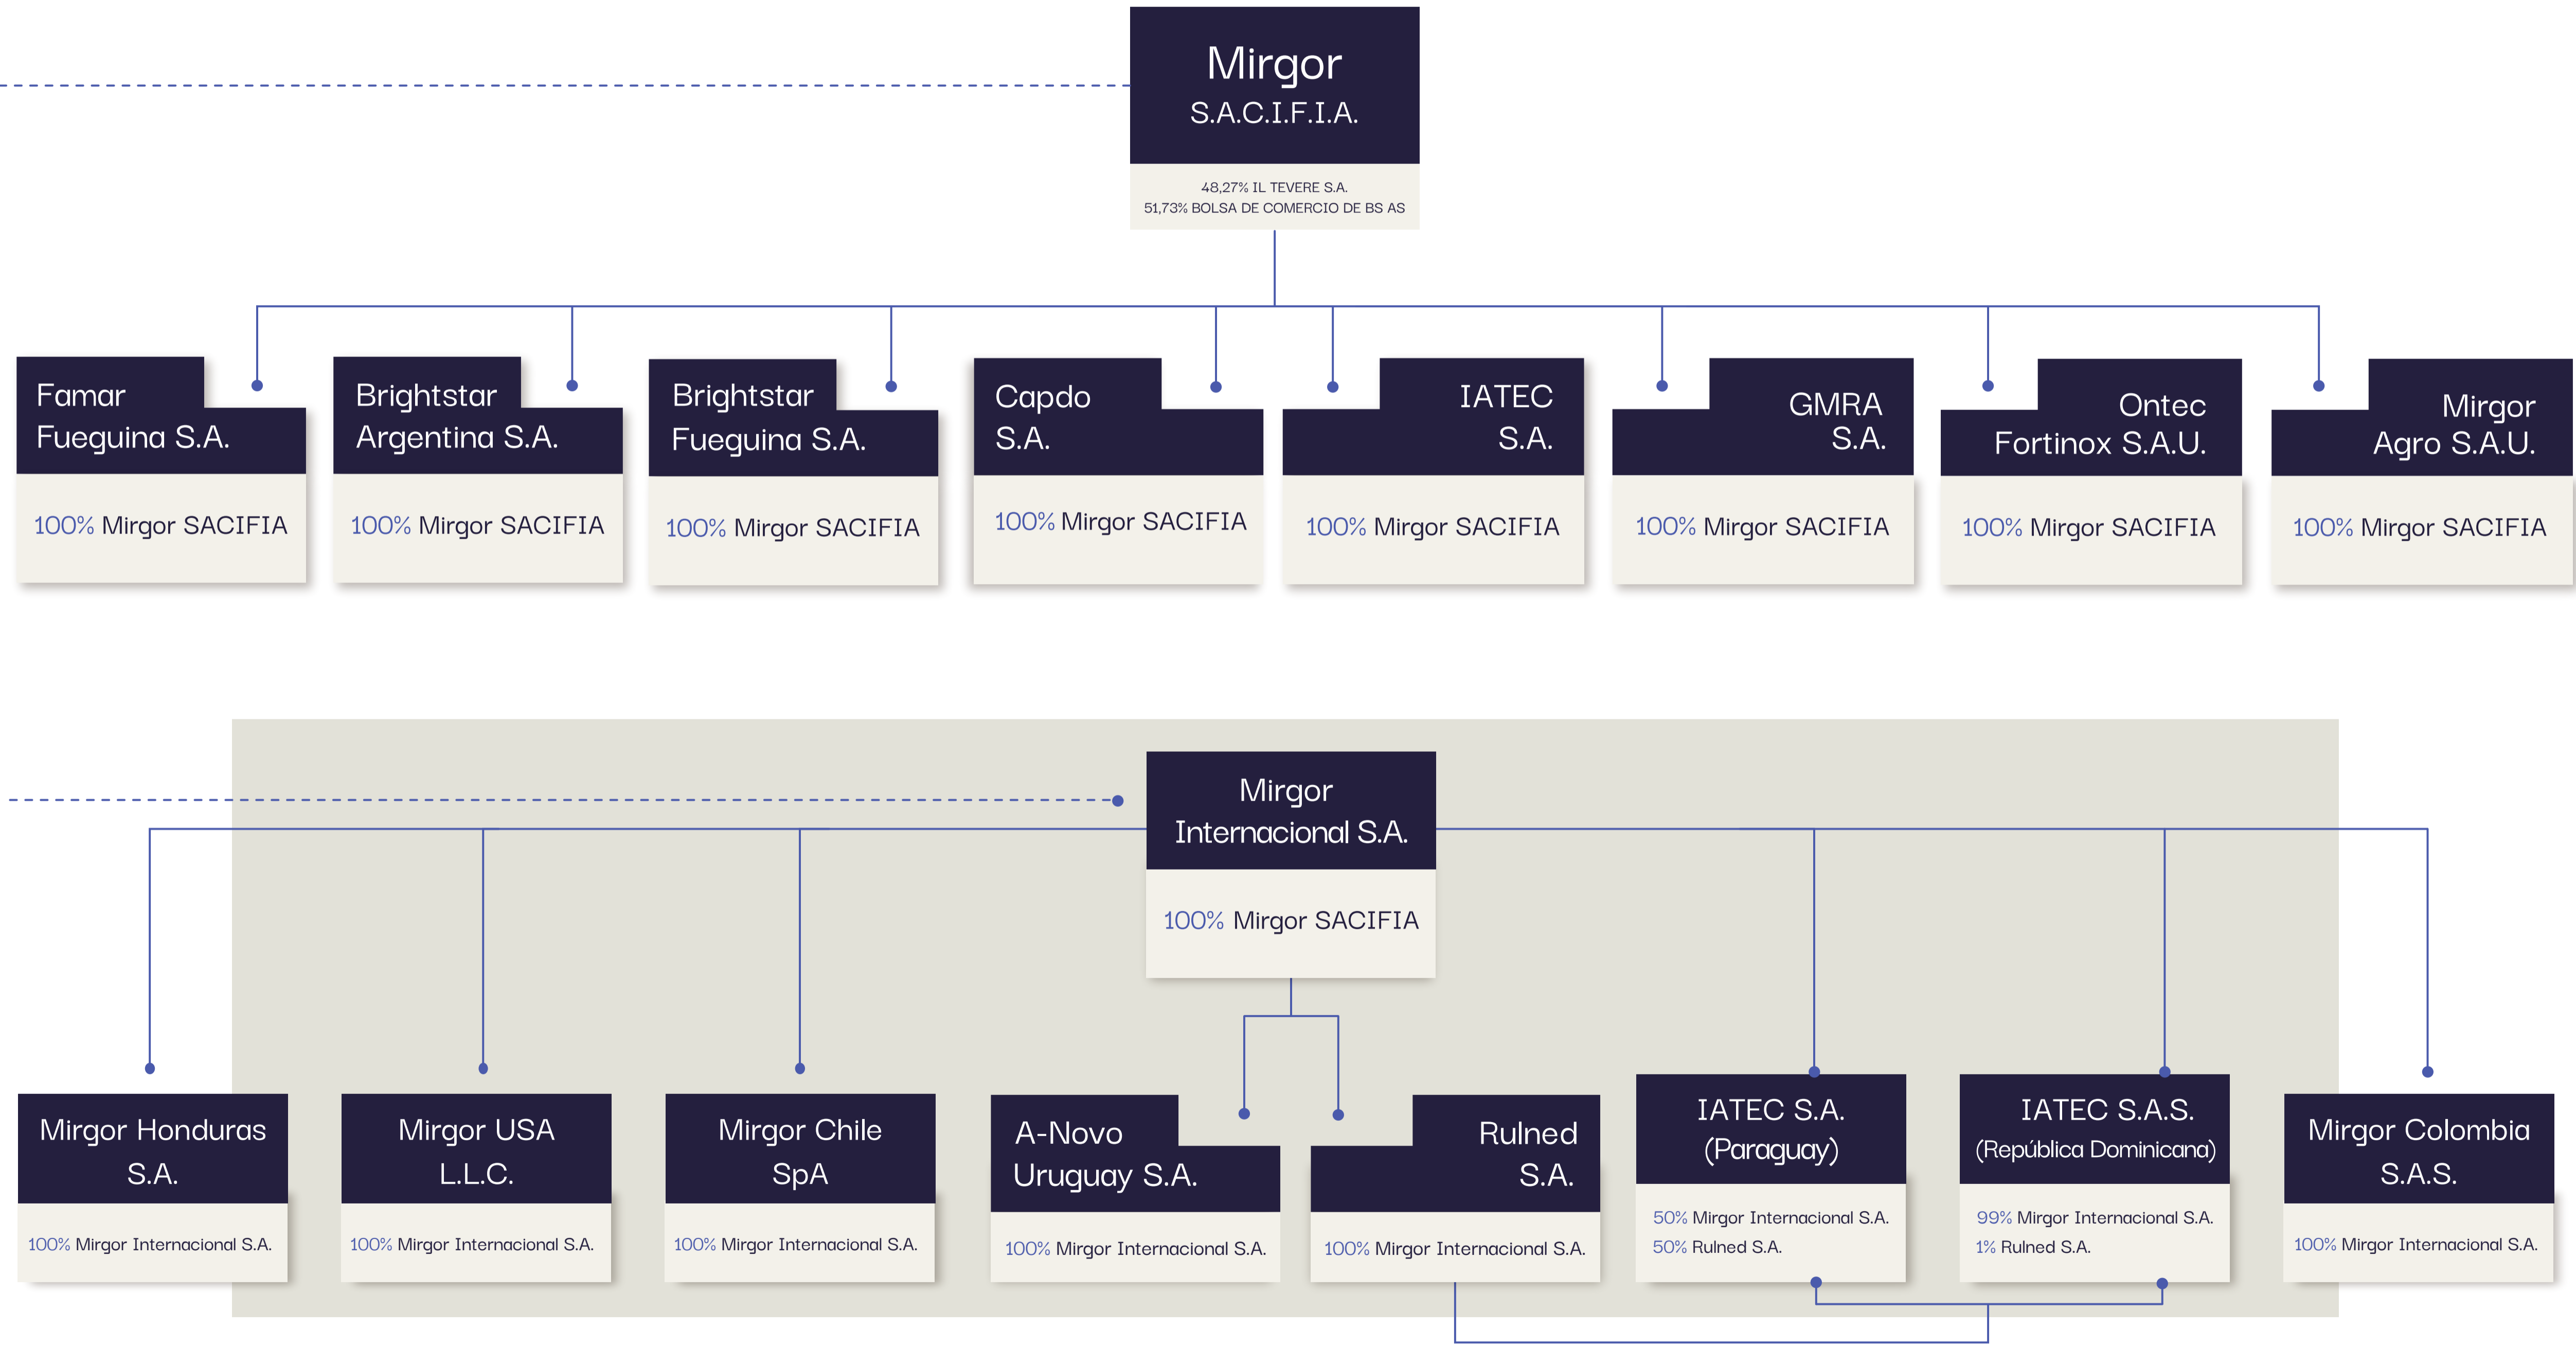 Mirgor
S.A.C.I.F.I.A.
48,27% IL TEVERE S.A.
51,73% BOLSA DE COMERCIO DE BS AS
Famar
Fueguina S.A.
100% Mirgor SACIFIA
Brightstar
Argentina S.A.
100% Mirgor SACIFIA
Brightstar
Fueguina S.A.
100% Mirgor SACIFIA
Capdo
S.A.
100% Mirgor SACIFIA
IATEC
S.A.
100% Mirgor SACIFIA
GMRA
S.A.
100% Mirgor SACIFIA
Ontec
Fortinox S.A.U.
100% Mirgor SACIFIA
Mirgor
Agro S.A.U.
100% Mirgor SACIFIA
Mirgor
Internacional S.A.
100% Mirgor SACIFIA
Mirgor Honduras
S.A.
100% Mirgor Internacional S.A.
Mirgor USA
L.L.C.
100% Mirgor Internacional S.A.
Mirgor Chile
SpA
100% Mirgor Internacional S.A.
A-Novo
Uruguay S.A.
100% Mirgor Internacional S.A.
Rulned
S.A.
100% Mirgor Internacional S.A.
IATEC S.A.
(Paraguay)
50% Mirgor Internacional S.A.
50% Rulned S.A.
IATEC S.A.S.
(República Dominicana)
99% Mirgor Internacional S.A.
1% Rulned S.A.
Mirgor Colombia
S.A.S.
100% Mirgor Internacional S.A.